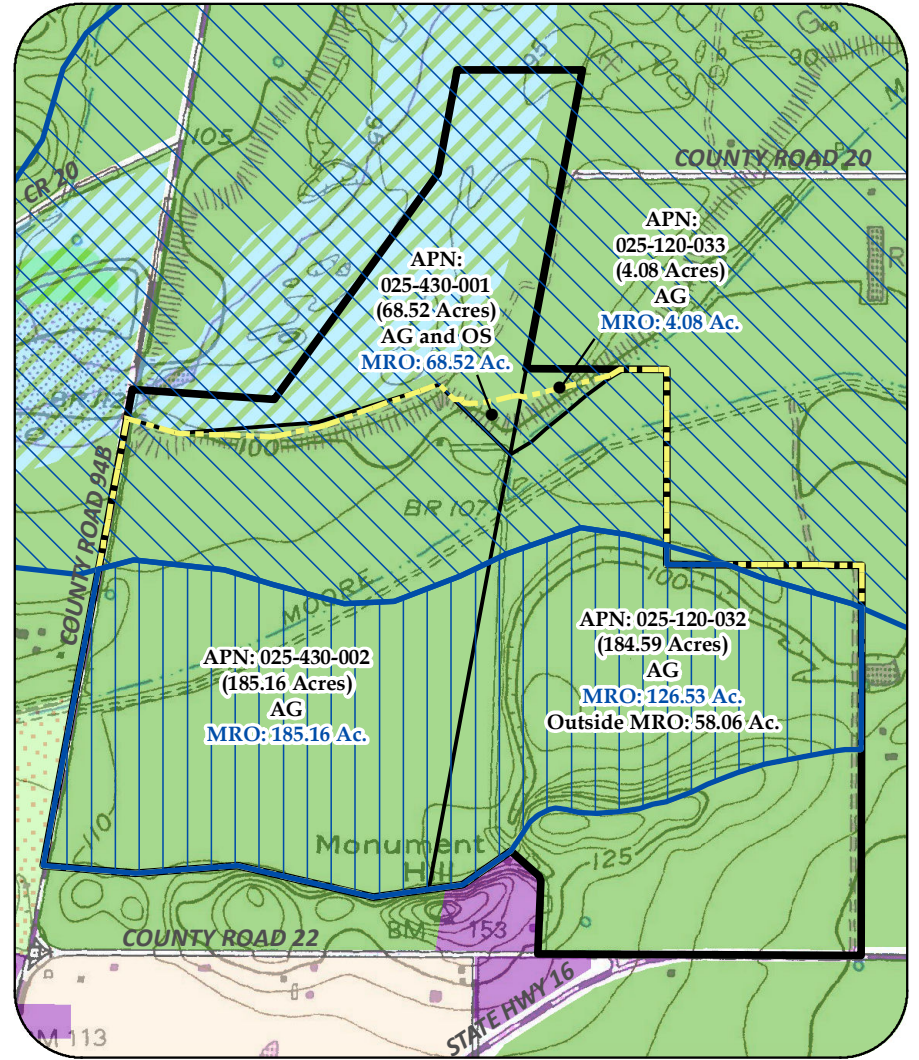 95
90
105
95
CR 20
COUNTY ROAD 20
APN:
025-120-033
(4.08 Acres)
AG
MRO: 4.08 Ac.
APN:
025-430-001
(68.52 Acres)
AG and OS
MRO: 68.52 Ac.
100
BR 107
COUNTY ROAD 94B
MOORE
100
APN: 025-430-002
(185.16 Acres)
AG
MRO: 185.16 Ac.
APN: 025-120-032
(184.59 Acres)
AG
MRO: 126.53 Ac.
Outside MRO: 58.06 Ac.
110
Monument
Hill
125
BM 153
COUNTY ROAD 22
STATE HWY 16
M 113